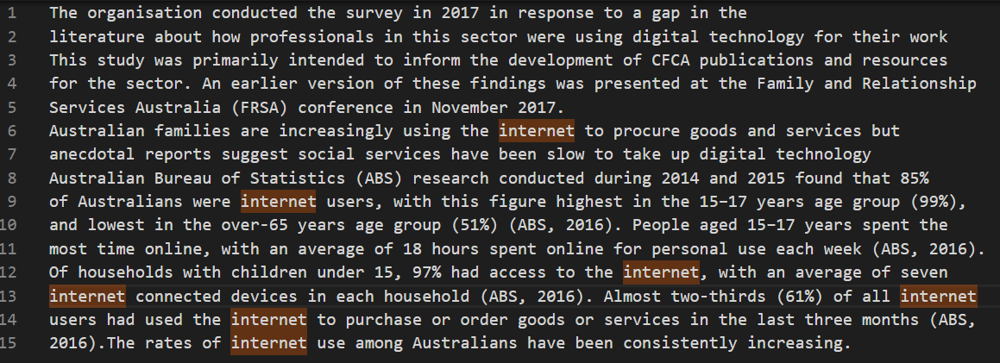 1 The organisation conducted the survey in 2017 in response to a gap in the
2 literature about how professionals in this sector were using digital technology for their work
3 This study was primarily intended to inform the development of CFCA publications and resources
4 for the sector. An earlier version of these findings was presented at the Family and Relationship
5 Services Australia (FRSA) conference in November 2017.
6 Australian families are increasingly using the internet to procure goods and services but
7 anecdotal reports suggest social services have been slow to take up digital technology
8 Australian Bureau of Statistics (ABS) research conducted during 2014 and 2015 found that 85%
9 of Australians were internet users, with this figure highest in the 15–17 years age group (99%),
10 and lowest in the over-65 years age group (51%) (ABS, 2016). People aged 15–17 years spent the
11 most time online, with an average of 18 hours spent online for personal use each week (ABS, 2016).
12 Of households with children under 15, 97% had access to the internet, with an average of seven
13 internet connected devices in each household (ABS, 2016). Almost two-thirds (61%) of all internet
14 users had used the internet to purchase or order goods or services in the last three months (ABS,
15 2016).The rates of internet use among Australians have been consistently increasing.